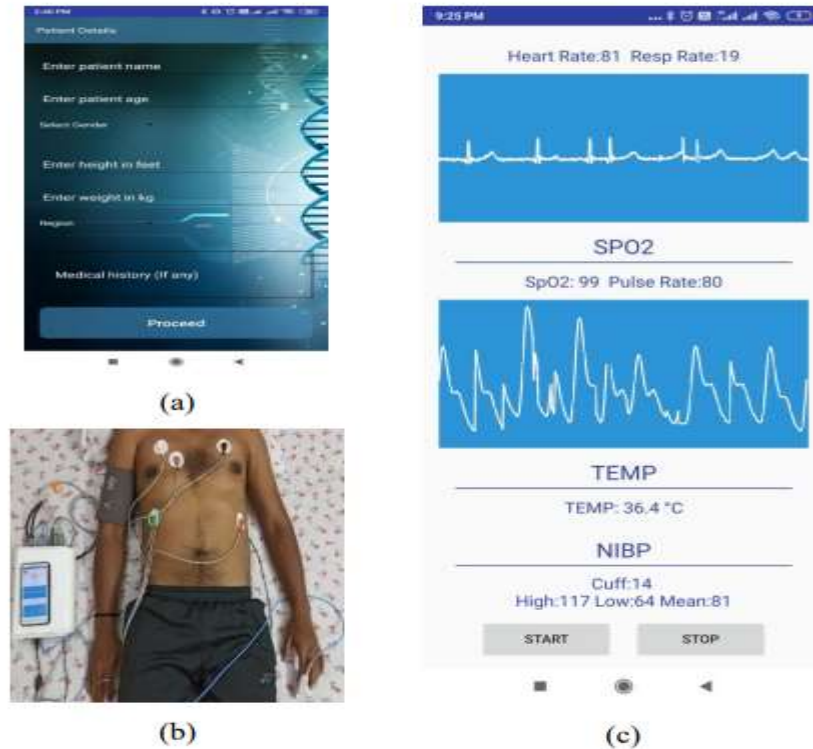 Patient Details
Enter patient name
Enter patient age
Select Gender
Enter height in feet
Enter weight in kg
Region
Medical history (If any)
Proceed
(a)
(b)
9:25 PM
Heart Rate:81 Resp Rate:19
SPO2
SpO2: 99 Pulse Rate:80
TEMP
TEMP: 36.4 °C
NIBP
Cuff:14
High:117 Low:64 Mean:81
START STOP
(c)